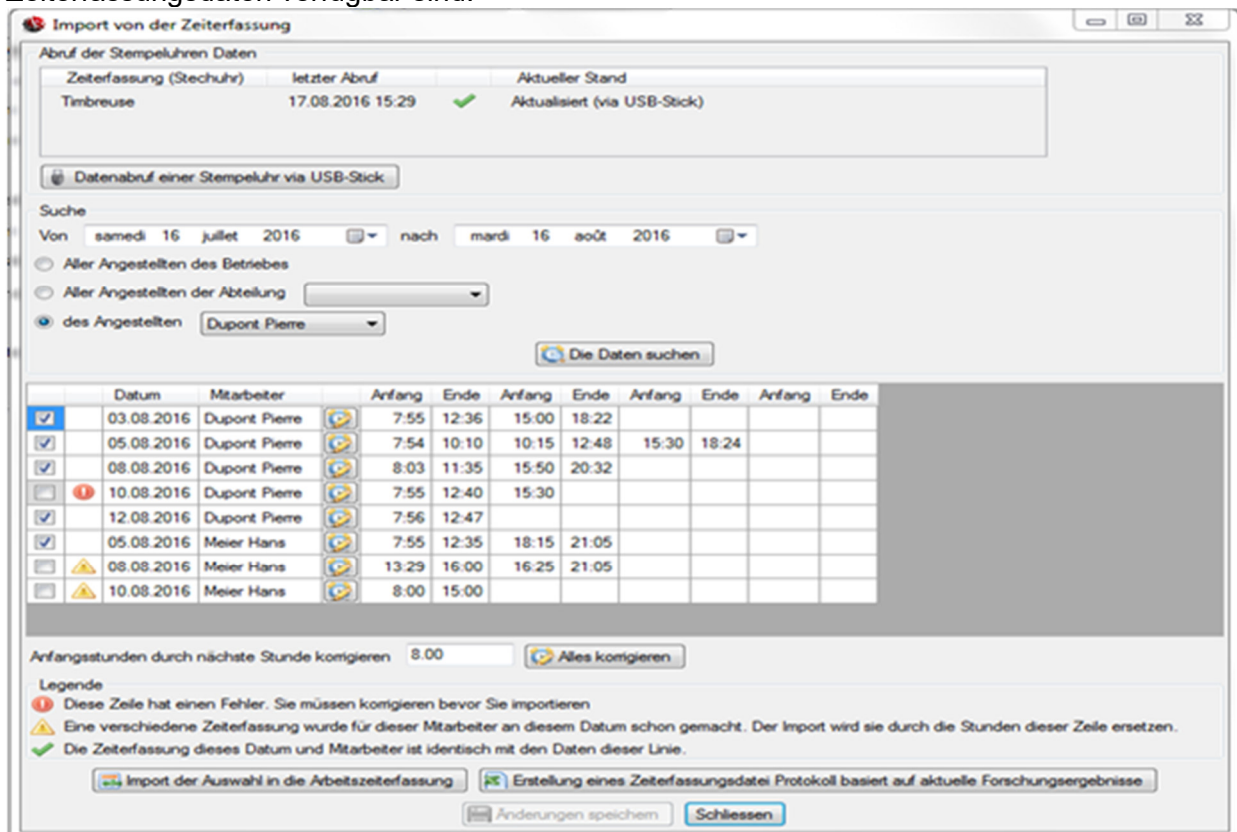 Zeiterfassungsdaten verfügbar sind.
Import von der Zeiterfassung
Abruf der Stempeluhren Daten
Zeiterfassung (Stechuhr) letzter Abruf Aktueller Stand
Timbreuse 17.08.2016 15:29 Aktualisiert (via USB-Stick)
Datenabruf einer Stempeluhr via USB-Stick
Suche
Von samedi 16 juillet 2016 nach mardi 16 août 2016
Aller Angestellten des Betriebes
Aller Angestellten der Abteilung
des Angestellten Dupont Pierre
Die Daten suchen
Datum Mitarbeiter Anfang Ende Anfang Ende Anfang Ende Anfang Ende
03.08.2016 Dupont Pierre 7:55 12:36 15:00 18:22
05.08.2016 Dupont Pierre 7:54 10:10 10:15 12:48 15:30 18:24
08.08.2016 Dupont Pierre 8:03 11:35 15:50 20:32
10.08.2016 Dupont Pierre 7:55 12:40 15:30
12.08.2016 Dupont Pierre 7:56 12:47
05.08.2016 Meier Hans 7:55 12:35 18:15 21:05
08.08.2016 Meier Hans 13:29 16:00 16:25 21:05
10.08.2016 Meier Hans 8:00 15:00
Anfangsstunden durch nächste Stunde korrigieren 8.00 Alles korrigieren
Legende
Diese Zeile hat einen Fehler. Sie müssen korrigieren bevor Sie importieren
Eine verschiedene Zeiterfassung wurde für dieser Mitarbeiter an diesem Datum schon gemacht. Der Import wird sie durch die Stunden dieser Zeile ersetzen.
Die Zeiterfassung dieses Datum und Mitarbeiter ist identisch mit den Daten dieser Linie.
Import der Auswahl in die Arbeitszeiterfassung Erstellung eines Zeiterfassungsdatei Protokoll basiert auf aktuelle Forschungsergebnisse
Änderungen speichern Schliessen